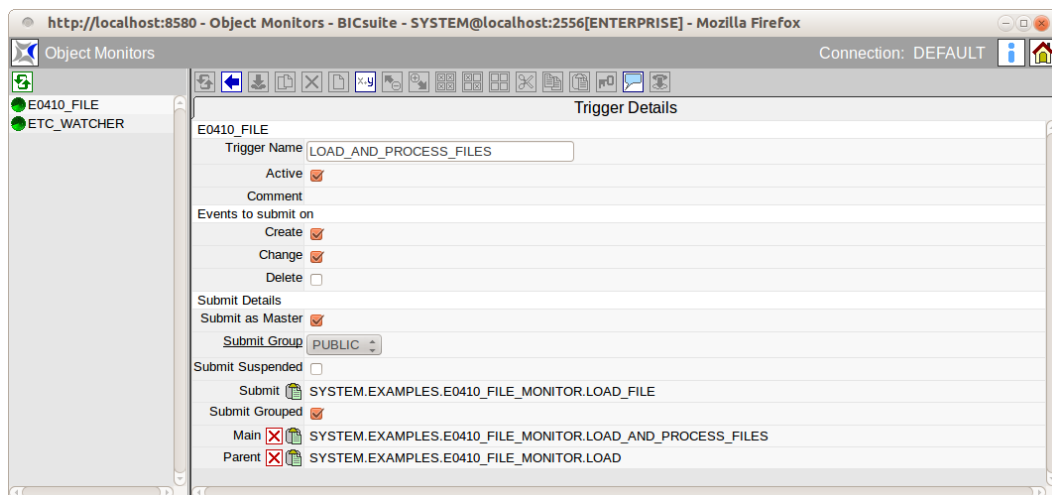 http://localhost:8580 - Object Monitors - BICsuite - SYSTEM@localhost:2556[ENTERPRISE] - Mozilla Firefox
Object Monitors
Connection: DEFAULT
E0410_FILE
ETC_WATCHER
x.y
Trigger Details
E0410_FILE
Trigger Name LOAD_AND_PROCESS_FILES
Active
Comment
Events to submit on
Create
Change
Delete
Submit Details
Submit as Master
Submit Group PUBLIC
Submit Suspended
Submit SYSTEM.EXAMPLES.E0410_FILE_MONITOR.LOAD_FILE
Submit Grouped
Main SYSTEM.EXAMPLES.E0410_FILE_MONITOR.LOAD_AND_PROCESS_FILES
Parent SYSTEM.EXAMPLES.E0410_FILE_MONITOR.LOAD